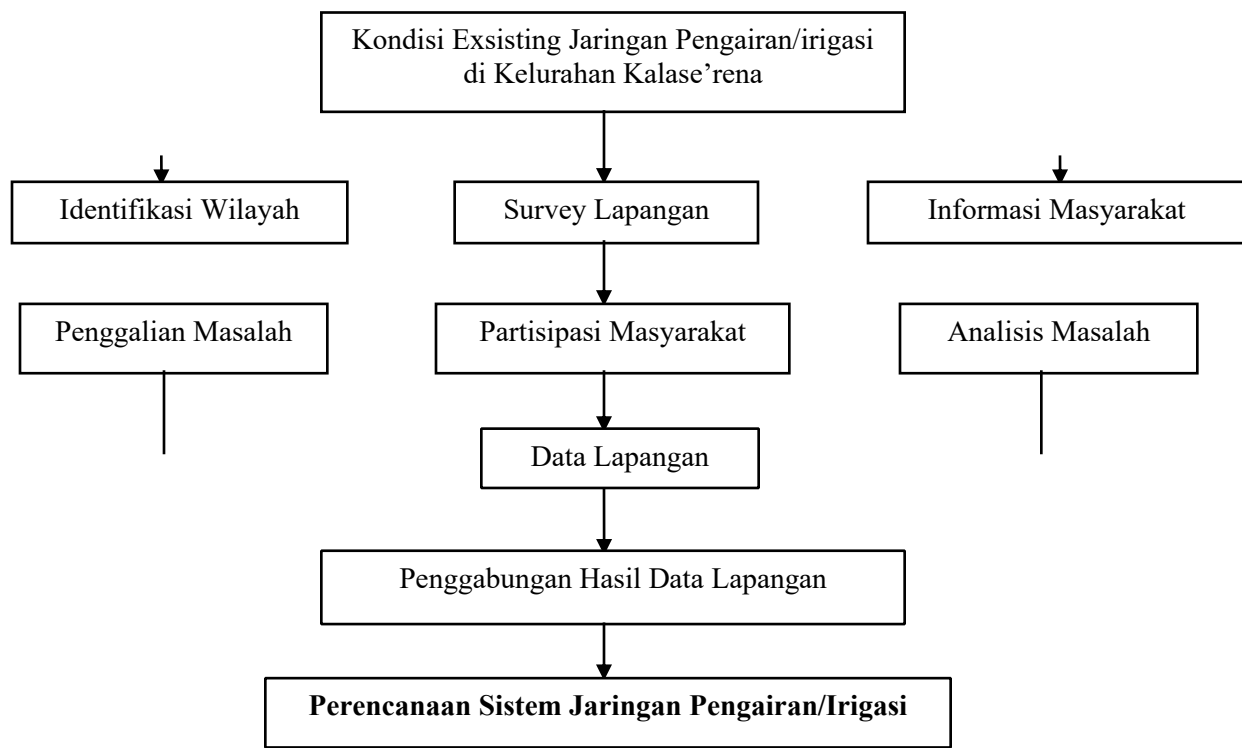 Kondisi Exsisting Jaringan Pengairan/irigasi
di Kelurahan Kalase’rena
Identifikasi Wilayah
Survey Lapangan
Informasi Masyarakat
Penggalian Masalah
Partisipasi Masyarakat
Analisis Masalah
Data Lapangan
Penggabungan Hasil Data Lapangan
Perencanaan Sistem Jaringan Pengairan/Irigasi